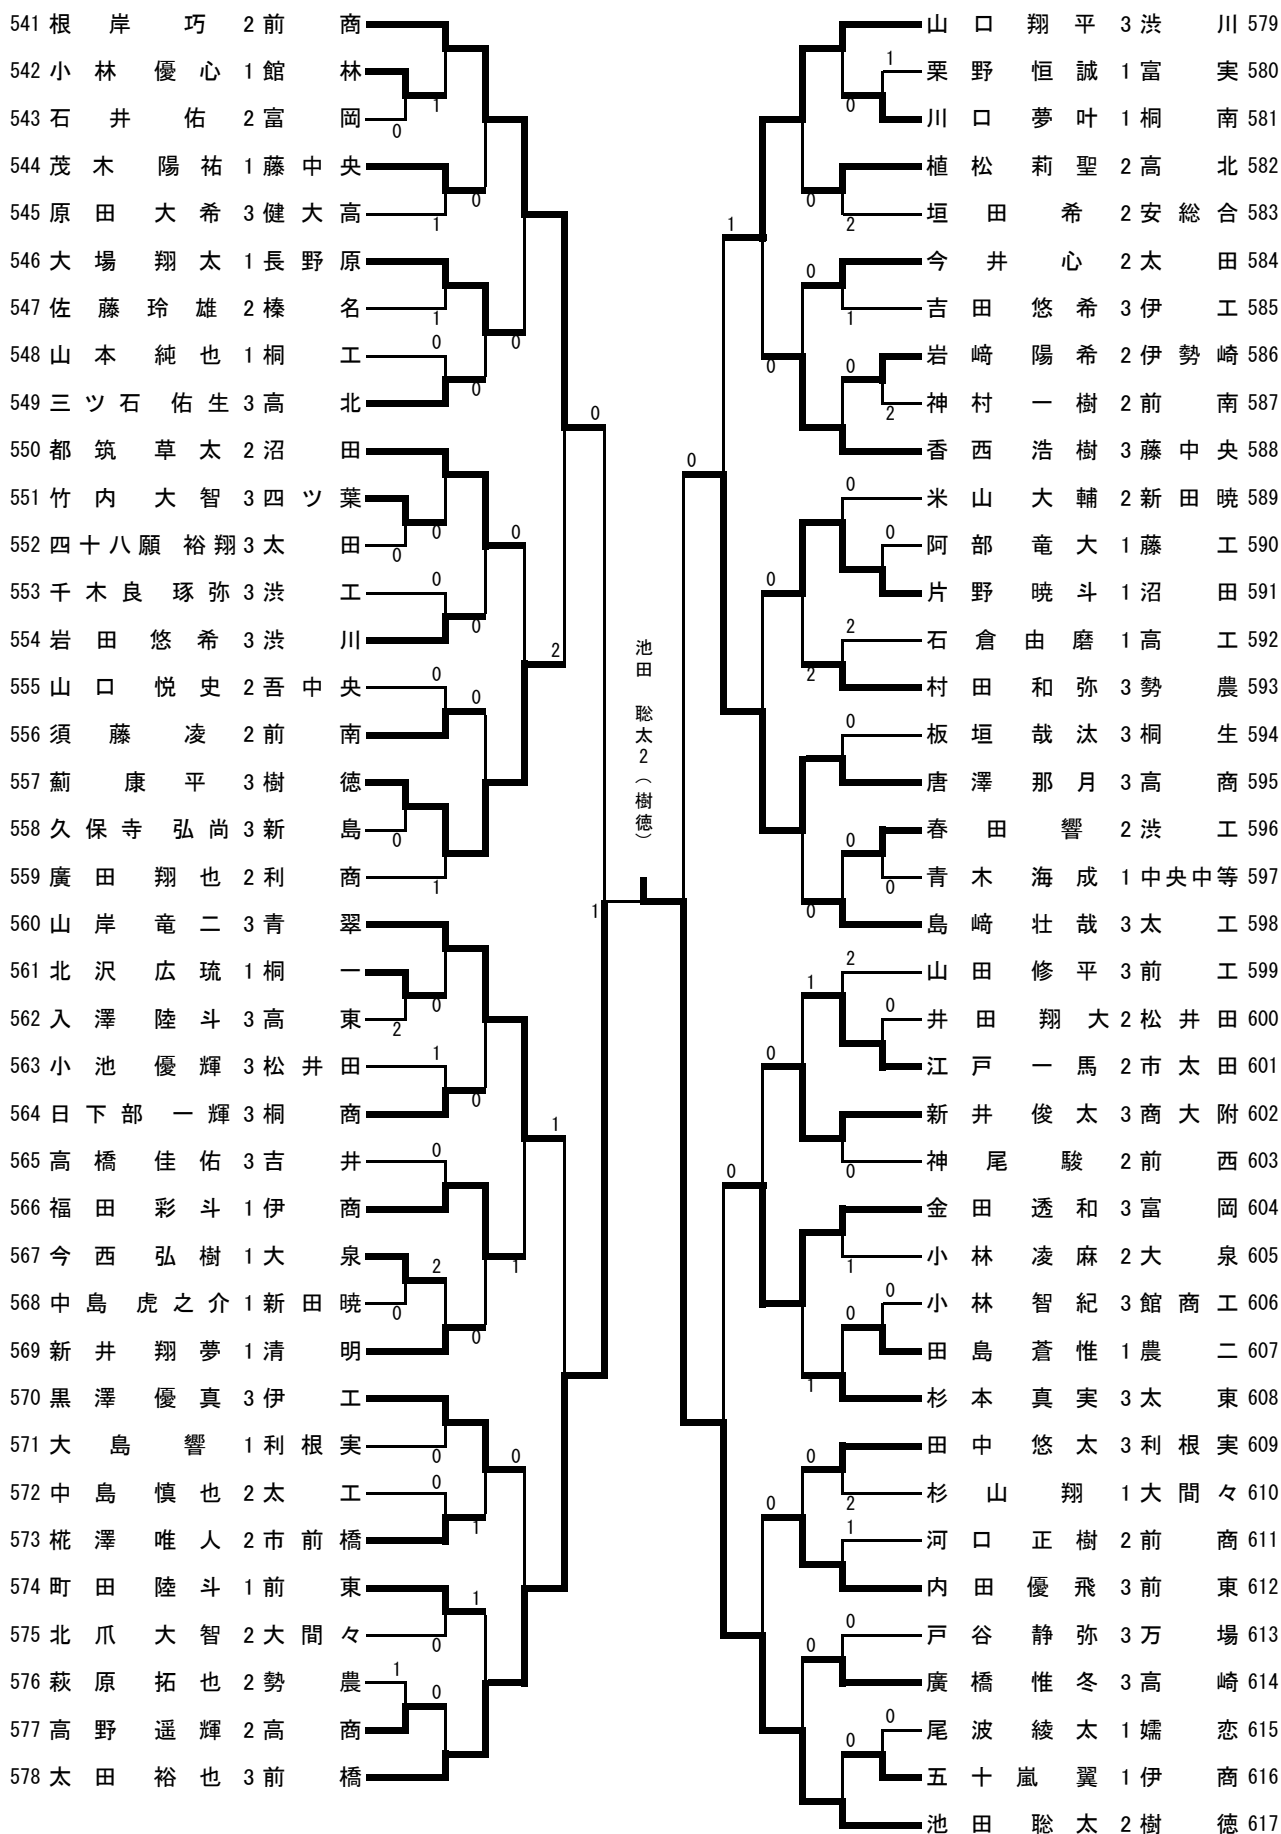 541 根岸 巧 2 前商
542 小林 優心 1 館林
543 石井 佑 2 富岡
544 茂木 陽祐 1 藤中央
545 原田 大希 3 健大高
546 大場 翔太 1 長野原
547 佐藤 玲雄 2 榛名
548 山本 純也 1 桐工
549 三ツ石 佑生 3 高北
550 都筑 草太 2 沼田
551 竹内 大智 3 四ツ葉
552 四十八願 裕翔 3 太田
553 千木良 琢弥 3 渋工
554 岩田 悠希 3 渋川
555 山口 悦史 2 吾中央
556 須藤 凌 2 前南
557 薊 康平 3 樹徳
558 久保寺 弘尚 3 新島
559 廣田 翔也 2 利商
560 山岸 竜二 3 青翠
561 北沢 広琉 1 桐一
562 入澤 陸斗 3 高東
563 小池 優輝 3 松井田
564 日下部 一輝 3 桐商
565 高橋 佳佑 3 吉井
566 福田 彩斗 1 伊商
567 今西 弘樹 1 大泉
568 中島 虎之介 1 新田暁
569 新井 翔夢 1 清明
570 黒澤 優真 3 伊工
571 大島 響 1 利根実
572 中島 慎也 2 太工
573 椛澤 唯人 2 市前橋
574 町田 陸斗 1 前東
575 北爪 大智 2 大間々
576 萩原 拓也 2 勢農
577 高野 遥輝 2 高商
578 太田 裕也 3 前橋
池田 聡太2（樹徳）
山口 翔平 3 渋川 579
栗野 恒誠 1 富実 580
川口 夢叶 1 桐南 581
植松 莉聖 2 高北 582
垣田 希 2 安総合 583
今井 心 2 太田 584
吉田 悠希 3 伊工 585
岩﨑 陽希 2 伊勢崎 586
神村 一樹 2 前南 587
香西 浩樹 3 藤中央 588
米山 大輔 2 新田暁 589
阿部 竜大 1 藤工 590
片野 暁斗 1 沼田 591
石倉 由磨 1 高工 592
村田 和弥 3 勢農 593
板垣 哉汰 3 桐生 594
唐澤 那月 3 高商 595
春田 響 2 渋工 596
青木 海成 1 中央中等 597
島﨑 壮哉 3 太工 598
山田 修平 3 前工 599
井田 翔大 2 松井田 600
江戸 一馬 2 市太田 601
新井 俊太 3 商大附 602
神尾 駿 2 前西 603
金田 透和 3 富岡 604
小林 凌麻 2 大泉 605
小林 智紀 3 館商工 606
田島 蒼惟 1 農二 607
杉本 真実 3 太東 608
田中 悠太 3 利根実 609
杉山 翔 1 大間々 610
河口 正樹 2 前商 611
内田 優飛 3 前東 612
戸谷 静弥 3 万場 613
廣橋 惟冬 3 高崎 614
尾波 綾太 1 嬬恋 615
五十嵐 翼 1 伊商 616
池田 聡太 2 樹徳 617